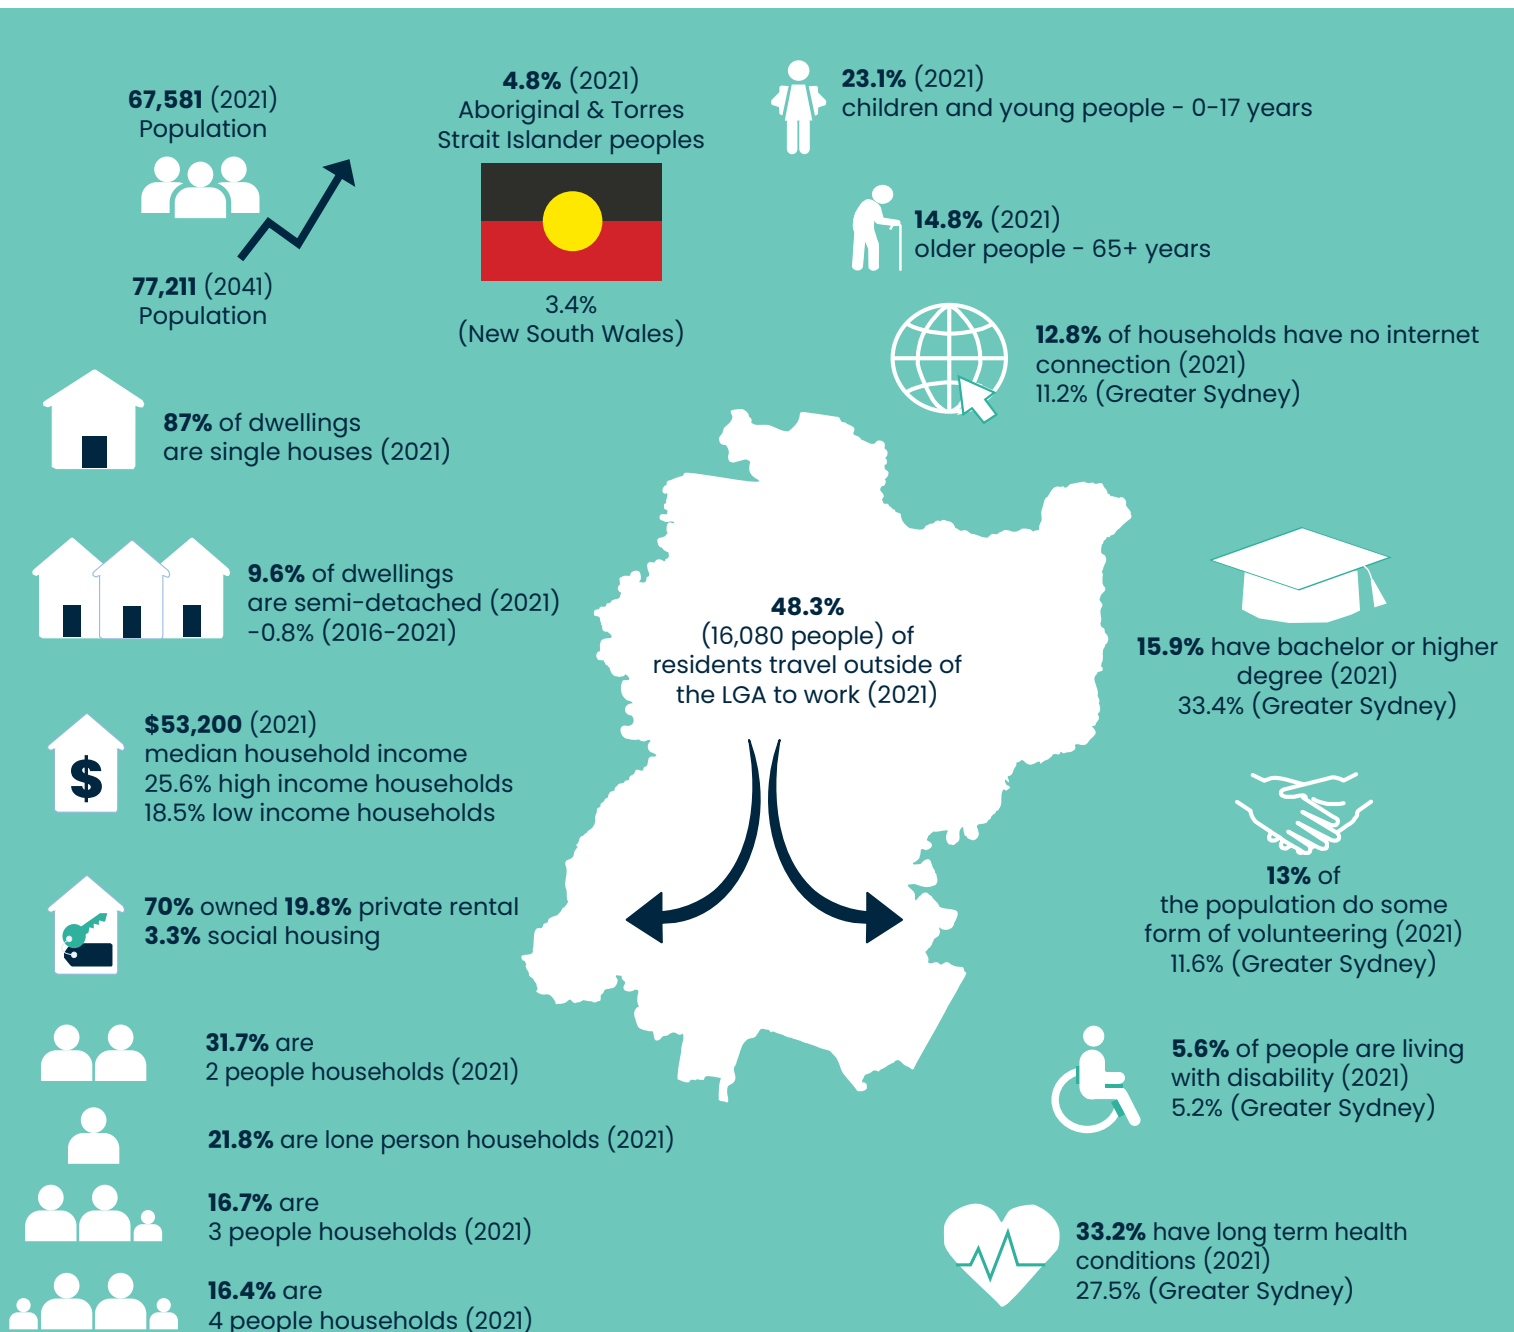 67,581 (2021)
Population
77,211 (2041)
Population
4.8% (2021)
Aboriginal & Torres
Strait Islander peoples
3.4%
(New South Wales)
23.1% (2021)
children and young people - 0-17 years
14.8% (2021)
older people - 65+ years
12.8% of households have no internet
connection (2021)
11.2% (Greater Sydney)
87% of dwellings
are single houses (2021)
9.6% of dwellings
are semi-detached (2021)
-0.8% (2016-2021)
$
$53,200 (2021)
median household income
25.6% high income households
18.5% low income households
70% owned 19.8% private rental
3.3% social housing
31.7% are
2 people households (2021)
21.8% are lone person households (2021)
16.7% are
3 people households (2021)
16.4% are
4 people households (2021)
48.3%
(16,080 people) of
residents travel outside of
the LGA to work (2021)
15.9% have bachelor or higher
degree (2021)
33.4% (Greater Sydney)
13% of
the population do some
form of volunteering (2021)
11.6% (Greater Sydney)
5.6% of people are living
with disability (2021)
5.2% (Greater Sydney)
33.2% have long term health
conditions (2021)
27.5% (Greater Sydney)